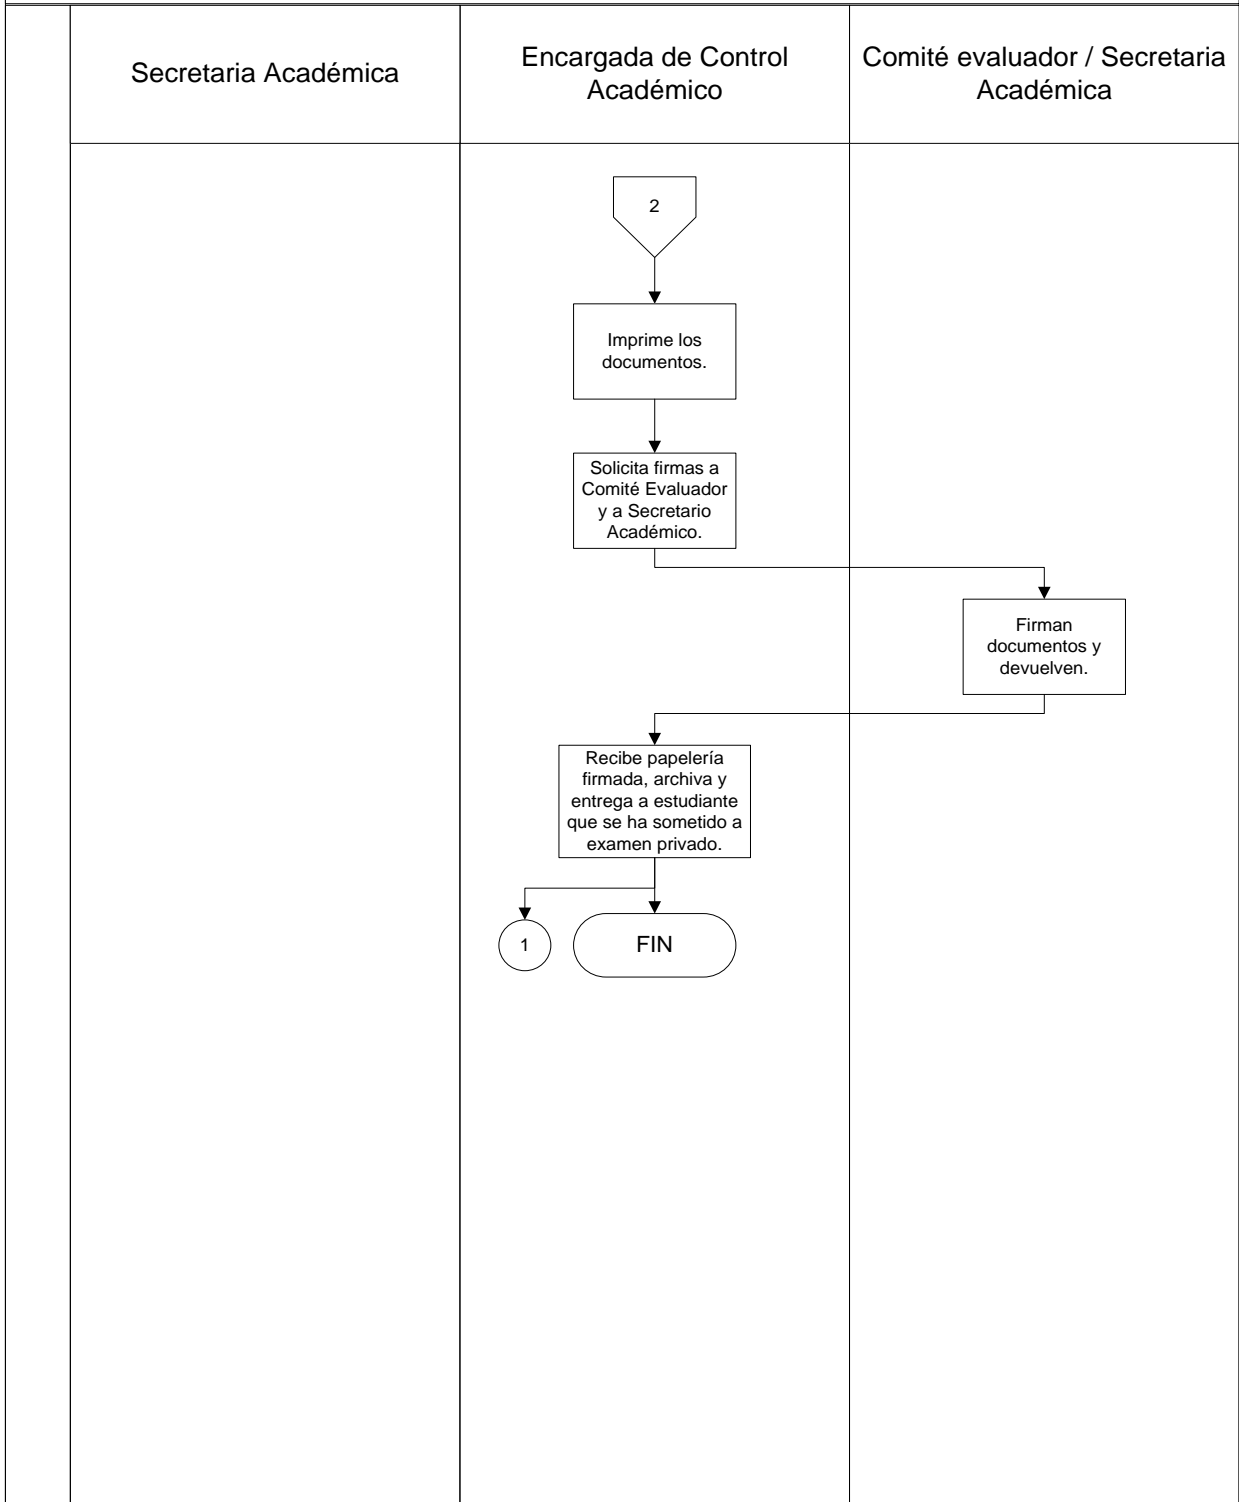 Secretaria Académica
Encargada de Control
Académico
Comité evaluador / Secretaria
Académica
2
Imprime los
documentos.
Solicita firmas a
Comité Evaluador
y a Secretario
Académico.
Firman
documentos y
devuelven.
Recibe papelería
firmada, archiva y
entrega a estudiante
que se ha sometido a
examen privado.
1
FIN